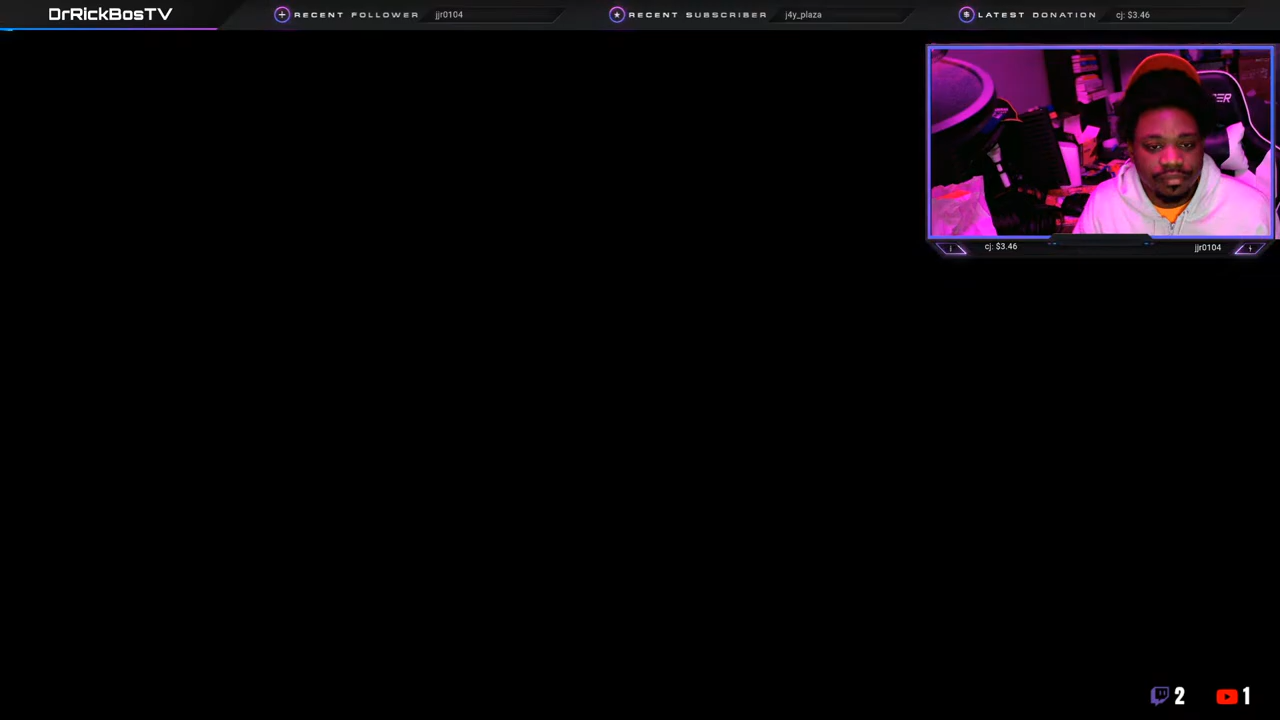 DrRickBosTV
RECENT FOLLOWER jjr0104
RECENT SUBSCRIBER j4y_plaza
LATEST DONATION cj: $3.46
cj: $3.46
jjr0104
2
1